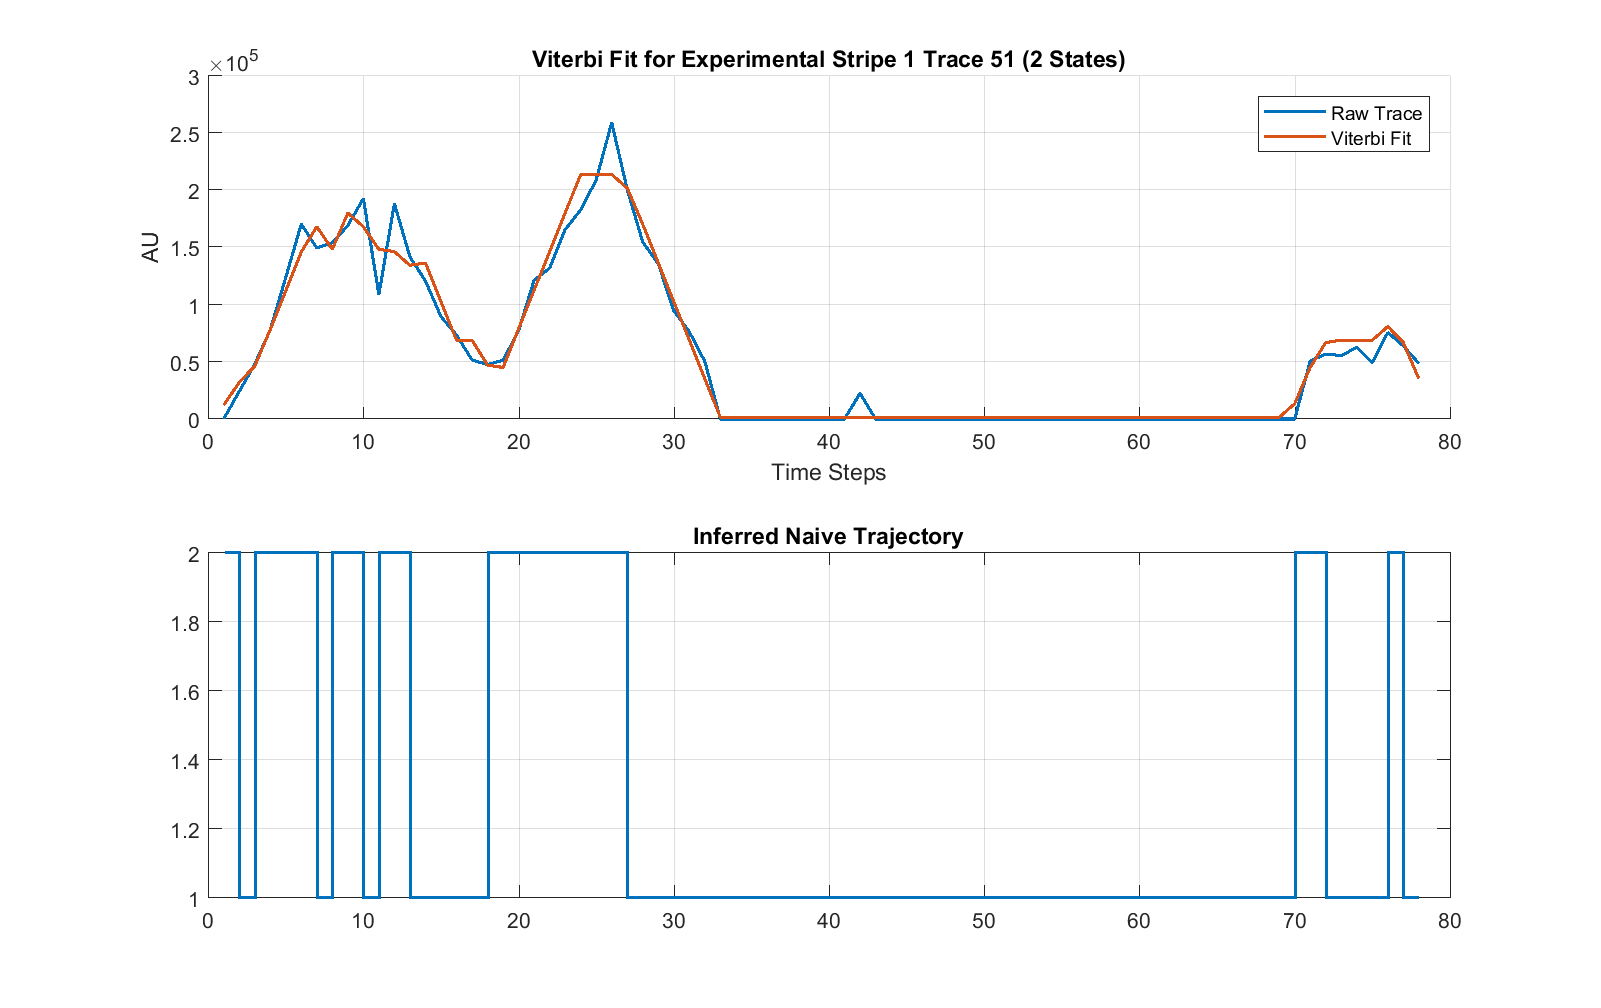 Viterbi Fit for Experimental Stripe 1 Trace 51 (2 States)
×10^5
3
2.5
2
1.5
1
0.5
0
AU
Raw Trace
Viterbi Fit
0 10 20 30 40 50 60 70 80
Time Steps
Inferred Naive Trajectory
2
1.8
1.6
1.4
1.2
1
0 10 20 30 40 50 60 70 80